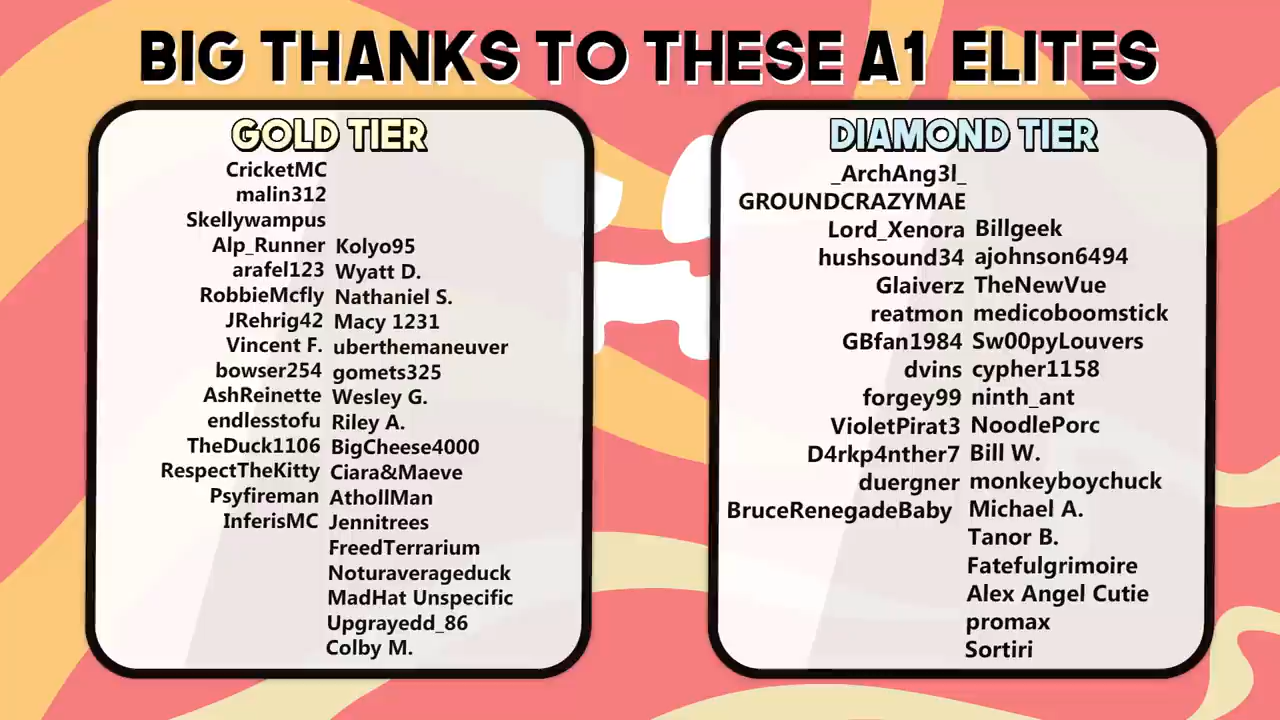 BIG THANKS TO THESE A1 ELITES
GOLD TIER
CricketMC
malin312
Skellywampus
Alp_Runner
arafel123
RobbieMcfly
JRehrig42
Vincent F.
bowser254
AshReinette
endlesstofu
TheDuck1106
RespectTheKitty
Psyfireman
InferisMC
Kolyo95
Wyatt D.
Nathaniel S.
Macy 1231
uberthemaneuver
gomets325
Wesley G.
Riley A.
BigCheese4000
Ciara&Maeve
AthollMan
Jennitrees
FreedTerrarium
Noturaverageduck
MadHat Unspecific
Upgrayedd_86
Colby M.
DIAMOND TIER
_ArchAng3l_
GROUNDCRAZYMAE
Lord_Xenora
hushsound34
Glaiverz
reatmon
GBfan1984
dvins
forgey99
VioletPirat3
D4rkp4nther7
duergner
BruceRenegadeBaby
Billgeek
ajohnson6494
TheNewVue
medicoboomstick
Sw00pyLouvers
cypher1158
ninth_ant
NoodlePorc
Bill W.
monkeyboychuck
Michael A.
Tanor B.
Fatefulgrimoire
Alex Angel Cutie
promax
Sortiri